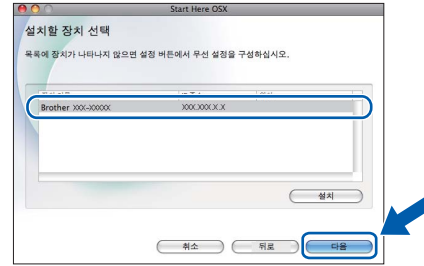 Start Here OSX
설치할 장치 선택
목록에 장치가 나타나지 않으면 설정 버튼에서 무선 설정을 구성하십시오.
Brother XXX-XXXXX XXX.XXX.X.X
설치
취소 뒤로 다음